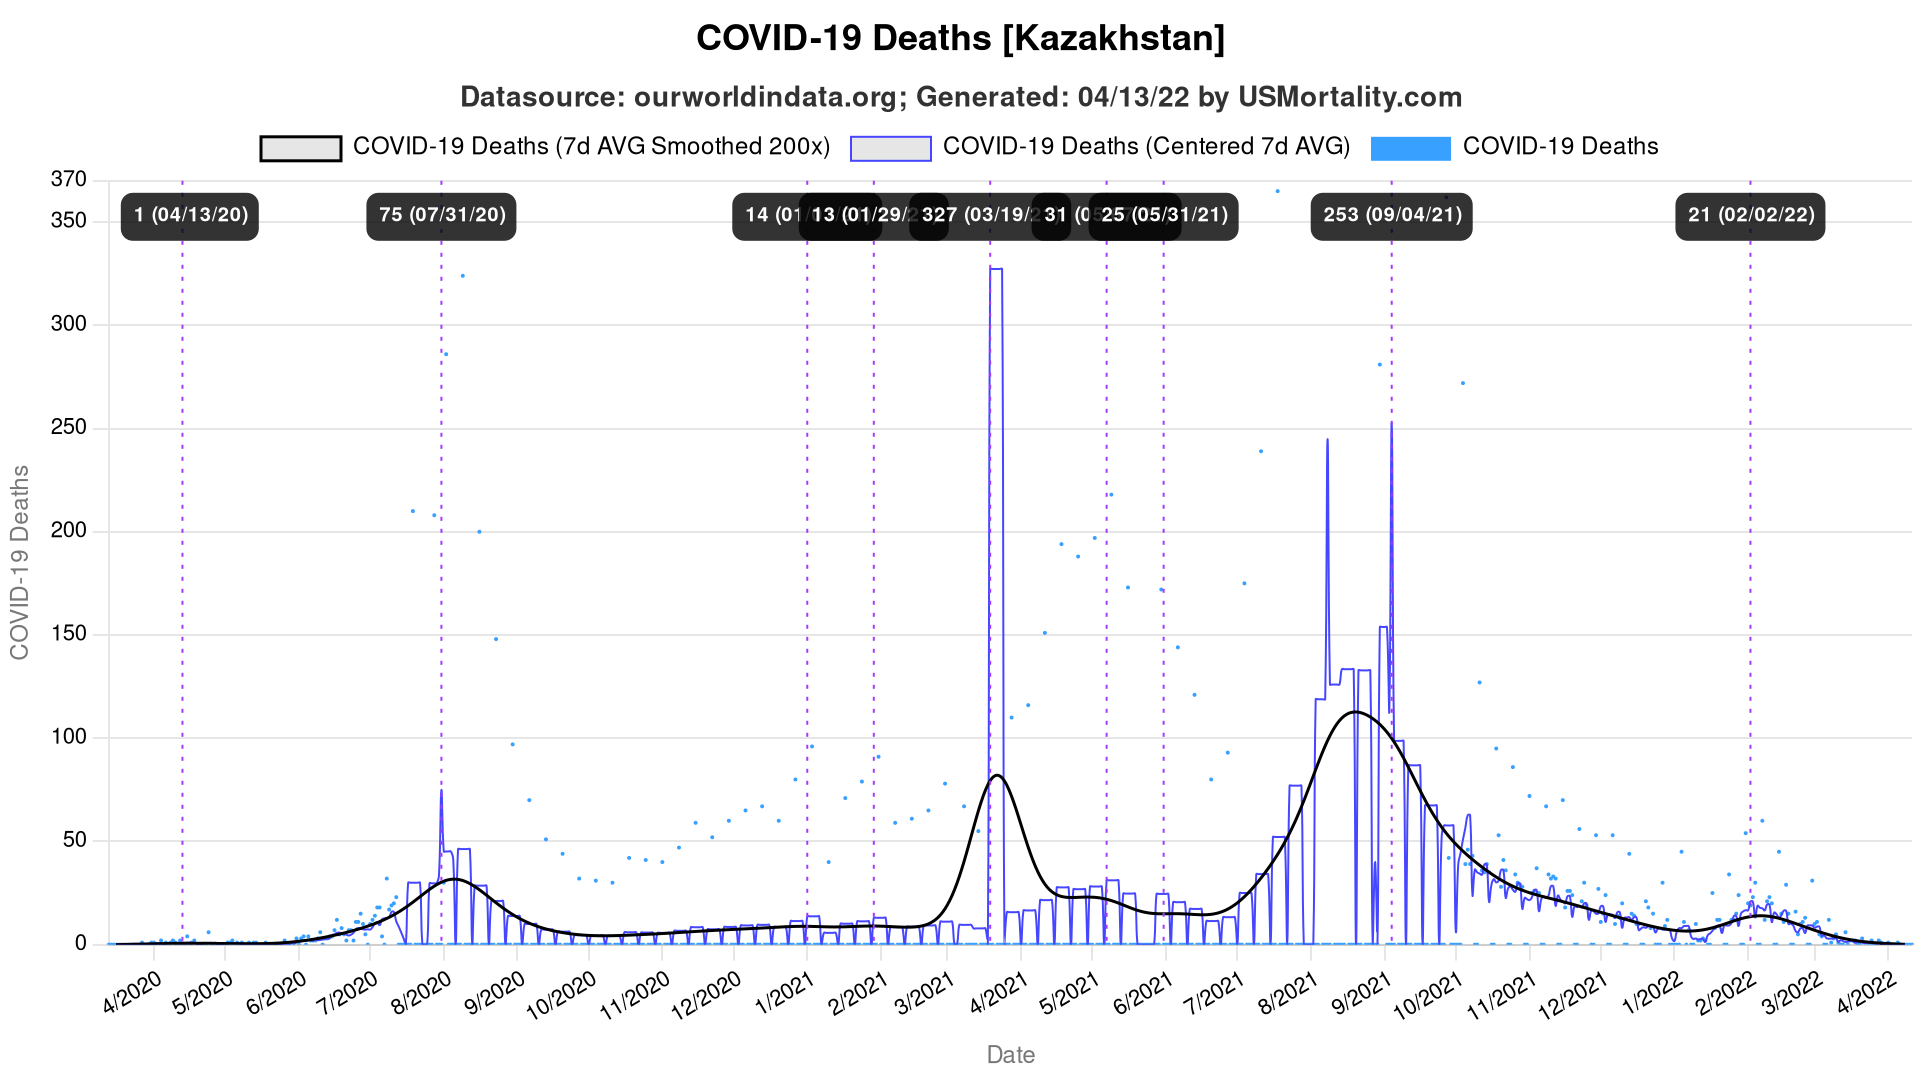 COVID-19 Deaths [Kazakhstan]
Datasource: ourworldindata.org; Generated: 04/13/22 by USMortality.com
COVID-19 Deaths (7d AVG Smoothed 200x) COVID-19 Deaths (Centered 7d AVG) COVID-19 Deaths
370
1 (04/13/20) 75 (07/31/20) 14 (01/ 13 (01/29/ 327 (03/19/ 31 25 (05/31/21) 253 (09/04/21) 21 (02/02/22)
350
300
250
200
150
100
50
0
COVID-19 Deaths
4/2020 5/2020 6/2020 7/2020 8/2020 9/2020 10/2020 11/2020 12/2020 1/2021 2/2021 3/2021 4/2021 5/2021 6/2021 7/2021 8/2021 9/2021 10/2021 11/2021 12/2021 1/2022 2/2022 3/2022 4/2022
Date